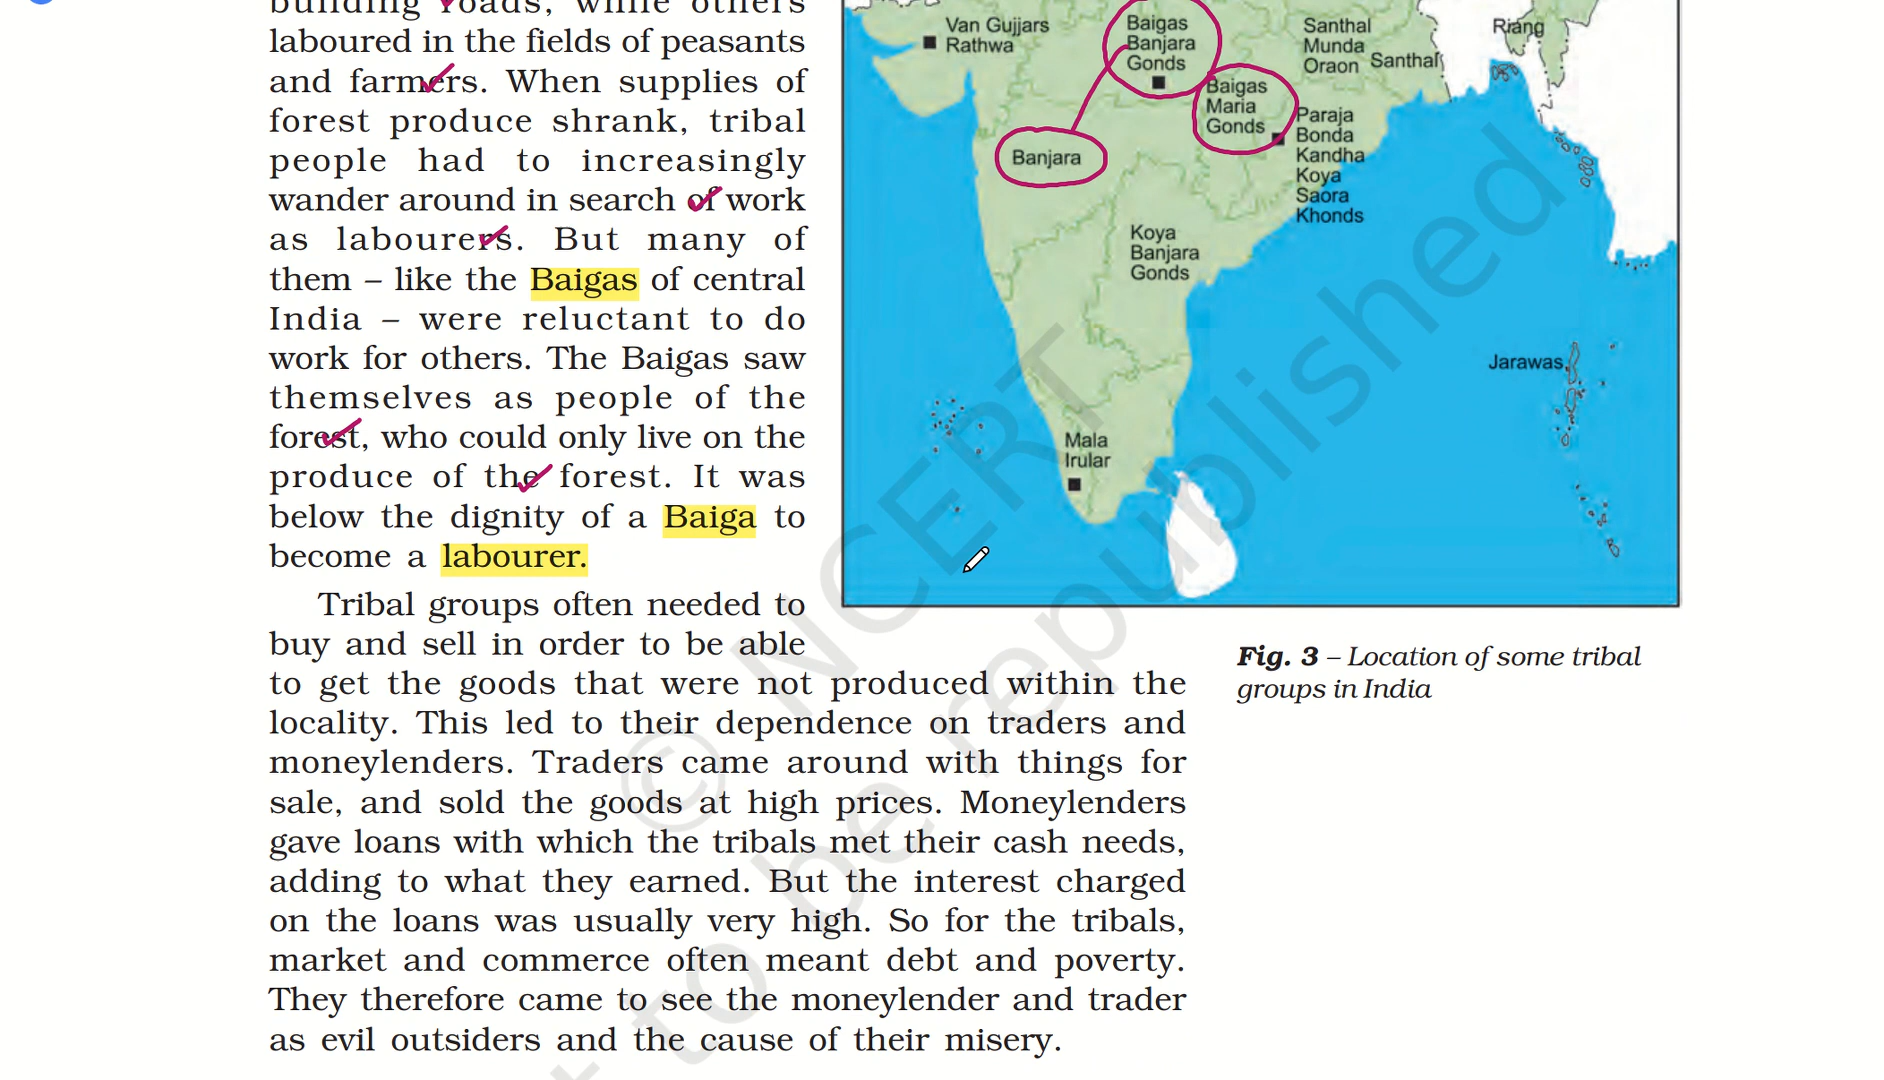 building roads, while others
laboured in the fields of peasants
and farmers. When supplies of
forest produce shrank, tribal
people had to increasingly
wander around in search of work
as labourers. But many of
them – like the Baigas of central
India – were reluctant to do
work for others. The Baigas saw
themselves as people of the
forest, who could only live on the
produce of the forest. It was
below the dignity of a Baiga to
become a labourer.
Tribal groups often needed to
buy and sell in order to be able
to get the goods that were not produced within the
locality. This led to their dependence on traders and
moneylenders. Traders came around with things for
sale, and sold the goods at high prices. Moneylenders
gave loans with which the tribals met their cash needs,
adding to what they earned. But the interest charged
on the loans was usually very high. So for the tribals,
market and commerce often meant debt and poverty.
They therefore came to see the moneylender and trader
as evil outsiders and the cause of their misery.
Van Gujjars
Rathwa
Baigas
Banjara
Gonds
Santhal
Munda
Oraon
Santhal
Riang
Baigas
Maria
Gonds
Paraja
Bonda
Kandha
Koya
Saora
Khonds
Banjara
Koya
Banjara
Gonds
Jarawas
Mala
Irular
Fig. 3 – Location of some tribal
groups in India
© NCERT
to be republished